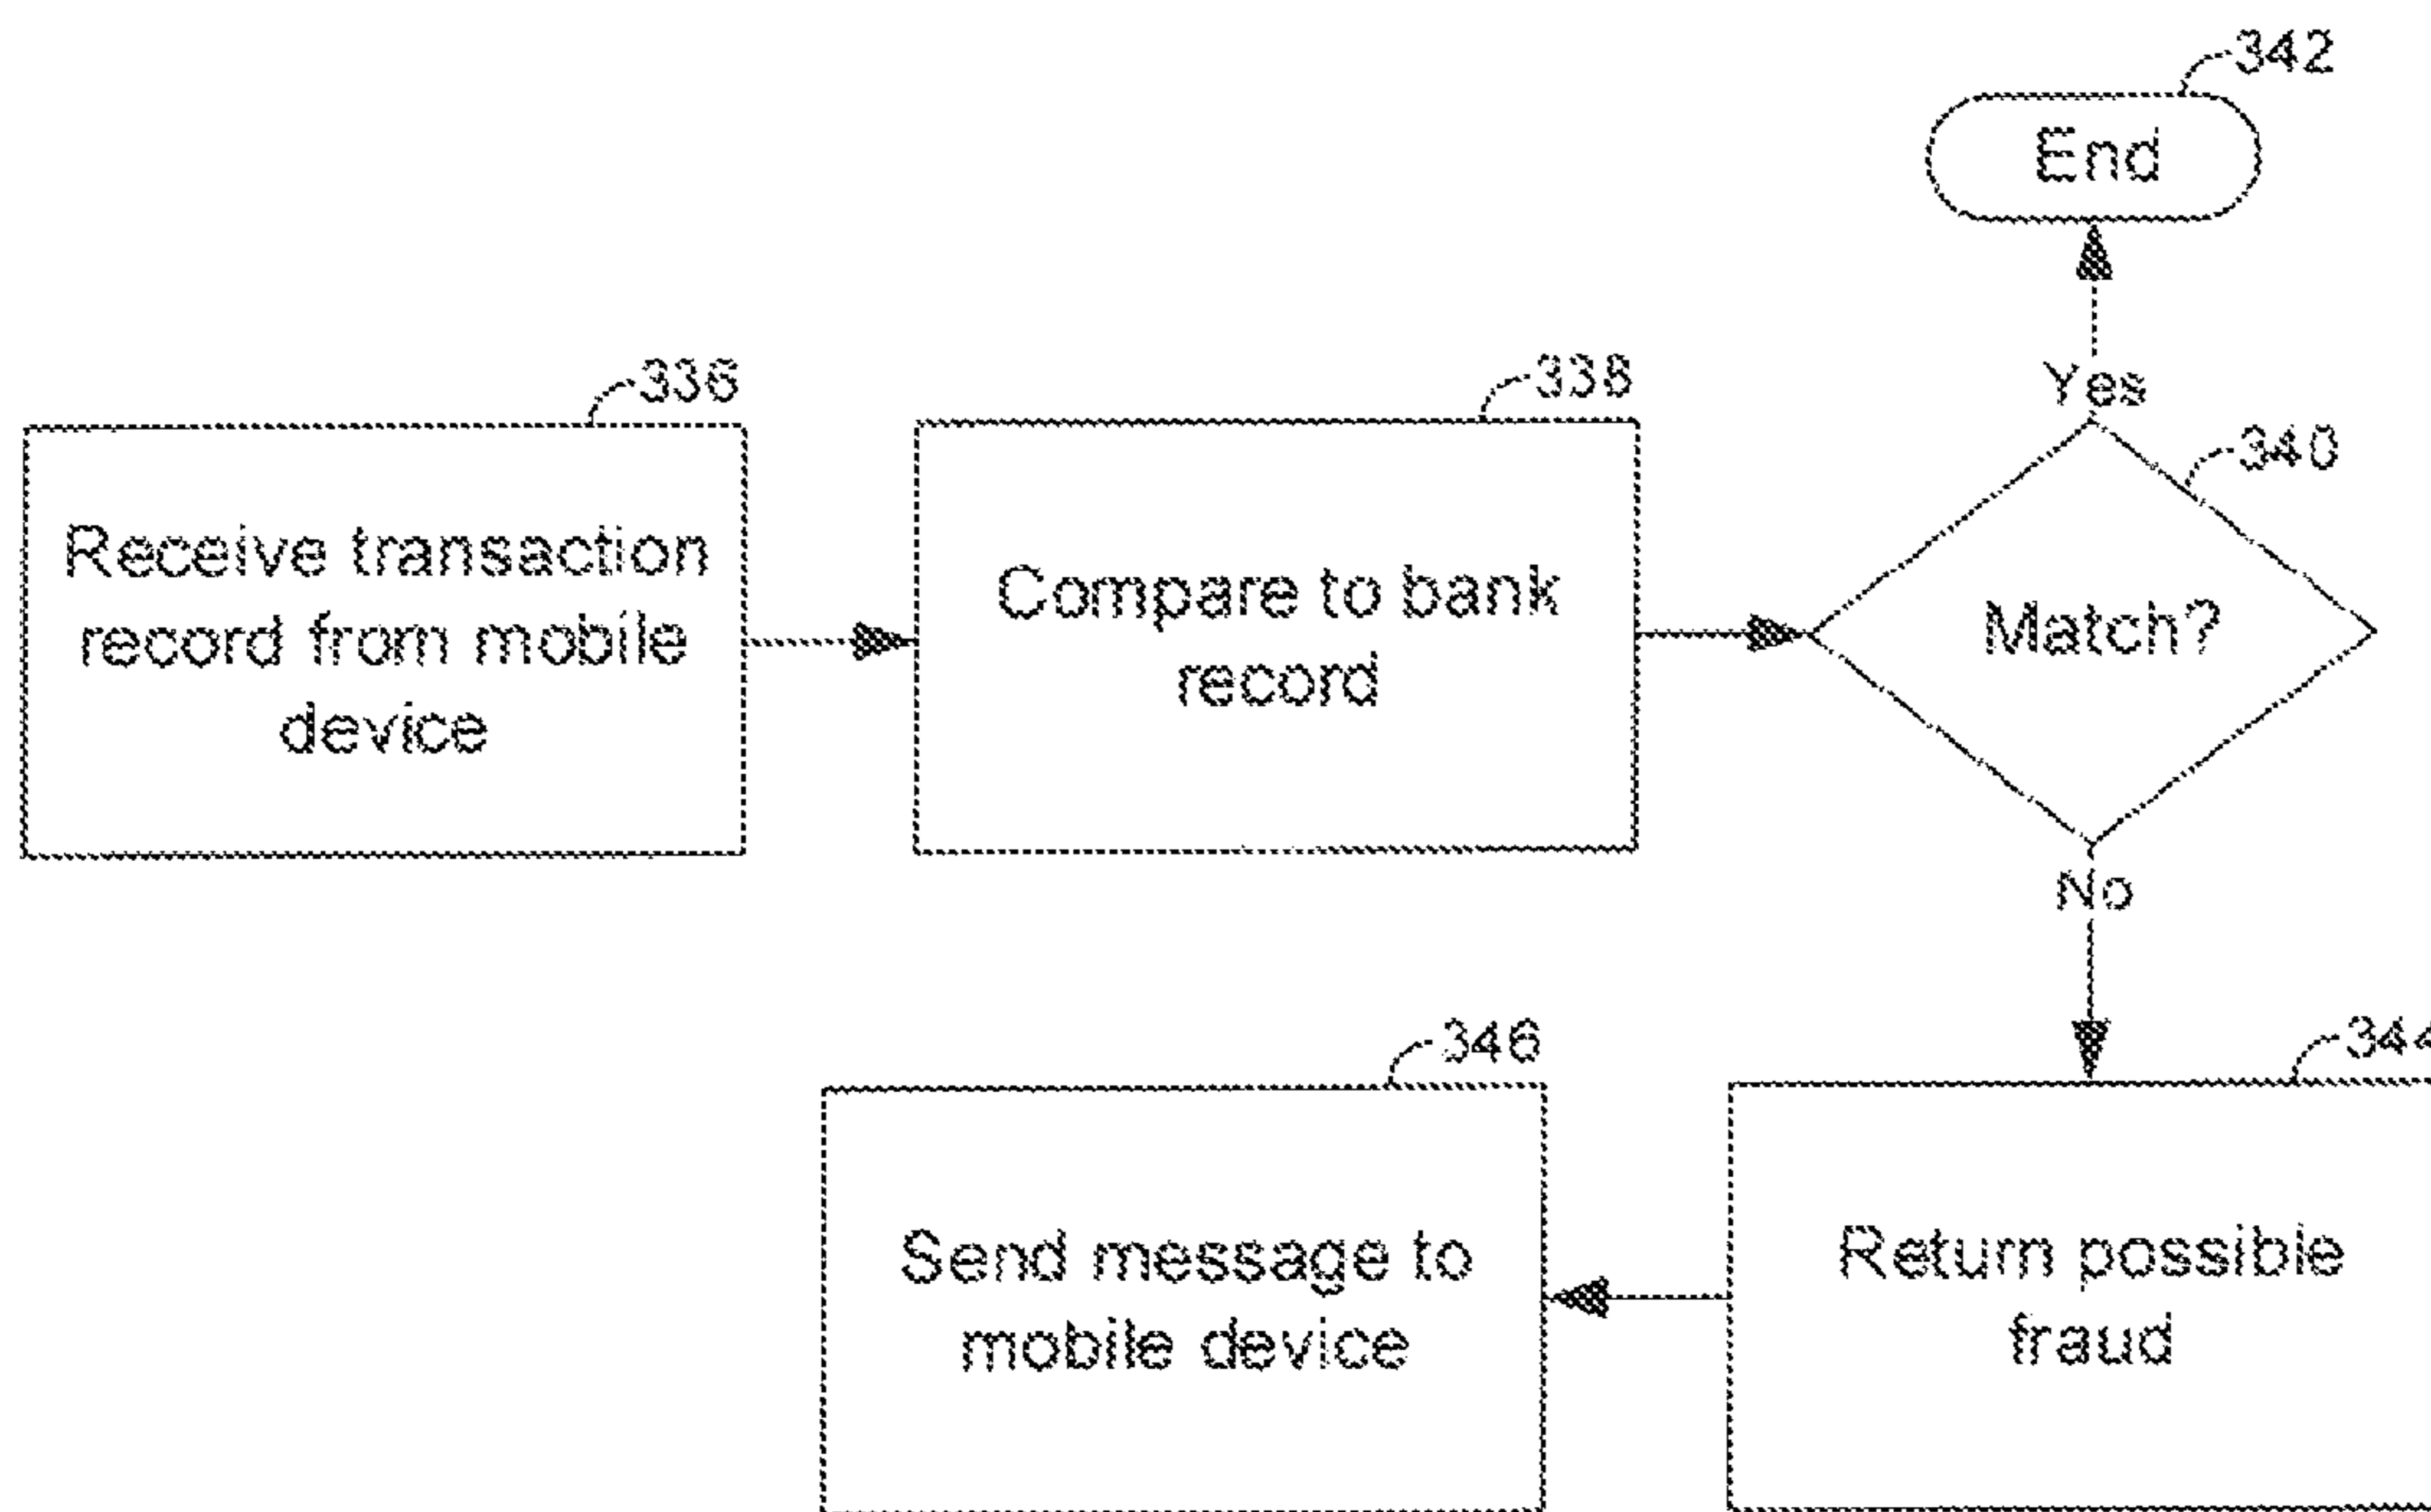 342
End
Yes
336
338
340
Receive transaction
record from mobile
device
Compare to bank
record
Match?
No
346
344
Send message to
mobile device
Return possible
fraud